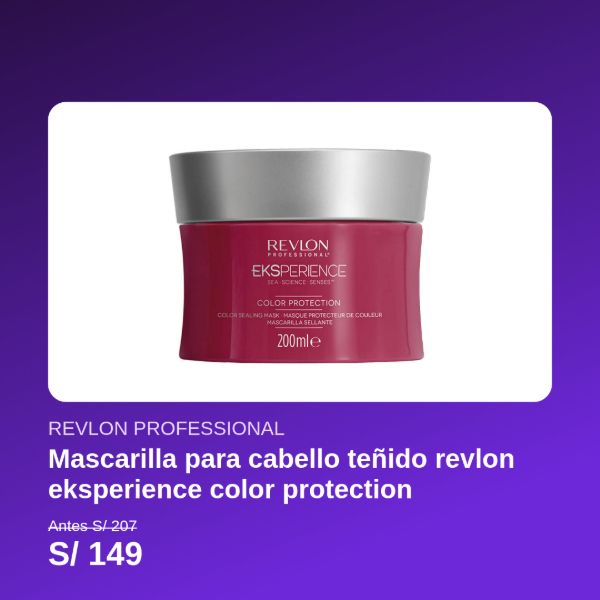 REVLON
PROFESSIONAL
EKSPERIENCE
SEA · SCIENCE · SENSES™
COLOR PROTECTION
COLOR SEALING MASK · MASQUE PROTECTEUR DE COULEUR
MASCARILLA SELLANTE
200ml℮
REVLON PROFESSIONAL
Mascarilla para cabello teñido revlon
eksperience color protection
Antes S/ 207
S/ 149